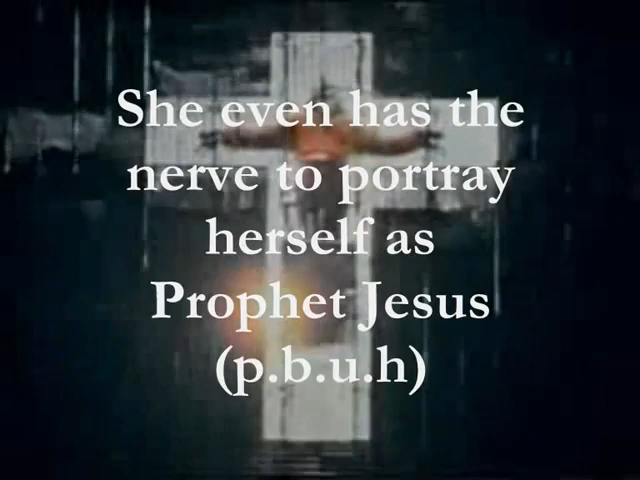 She even has the
nerve to portray
herself as
Prophet Jesus
(p.b.u.h)